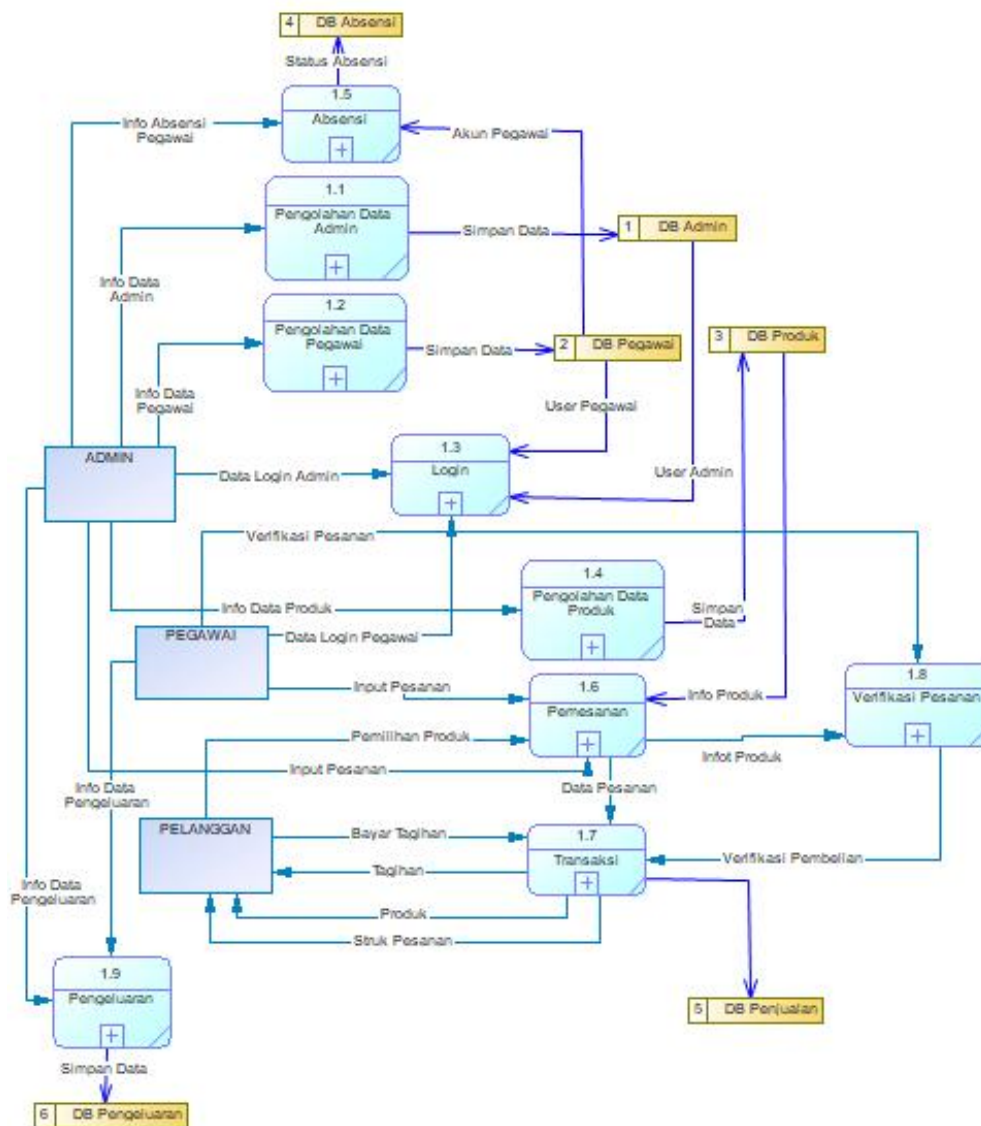 4 DB Absensi
Status Absensi
1.5
Absensi
Info Absensi
Pegawai
Akun Pegawai
1.1
Pengolahan Data
Admin
Simpan Data
1 DB Admin
Info Data
Admin
1.2
Pengolahan Data
Pegawai
Simpan Data
2 DB Pegawai
3 DB Produk
Info Data
Pegawai
User Pegawai
ADMIN
1.3
Login
Data Login Admin
User Admin
Verifikasi Pesanan
1.4
Pengolahan Data
Produk
Info Data Produk
Simpan
Data
PEGAWAI
Data Login Pegawai
1.8
Verifikasi Pesanan
Input Pesanan
1.6
Pemesanan
Info Produk
Pemilihan Produk
Infot Produk
Input Pesanan
Data Pesanan
Info Data
Pengeluaran
PELANGGAN
Bayar Tagihan
1.7
Transaksi
Verifikasi Pembelian
Tagihan
Info Data
Pengeluaran
Produk
Struk Pesanan
1.9
Pengeluaran
5 DB Penjualan
Simpan Data
6 DB Pengeluaran